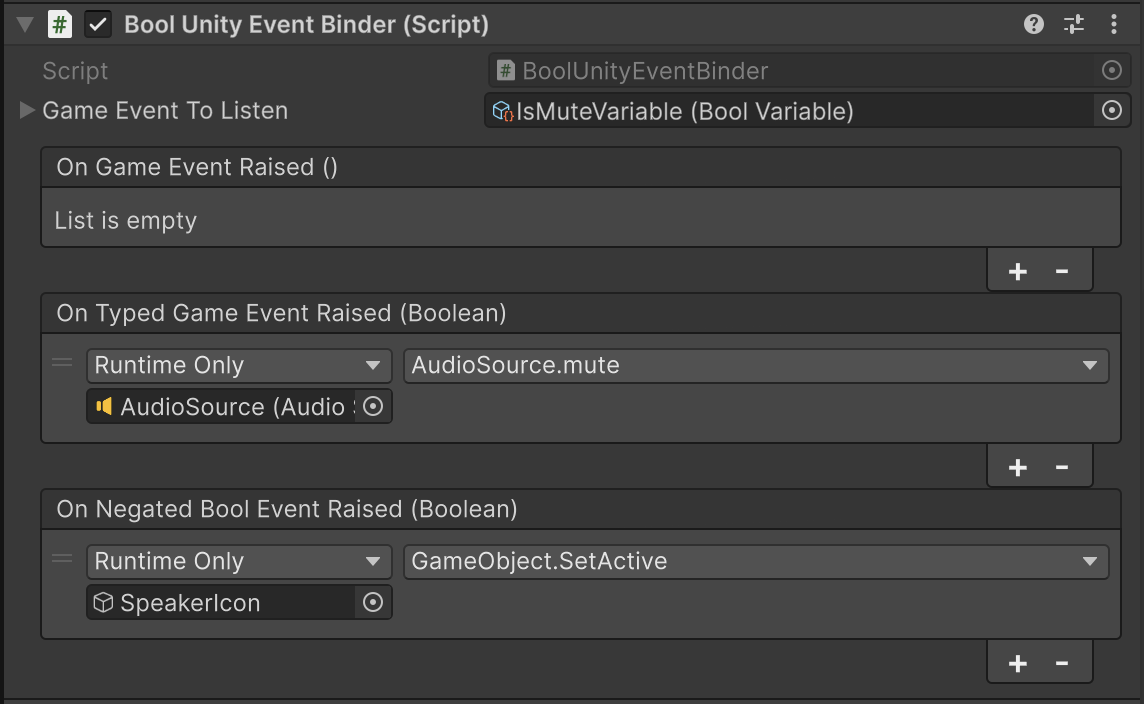 # Bool Unity Event Binder (Script)
Script # BoolUnityEventBinder
Game Event To Listen IsMuteVariable (Bool Variable)
On Game Event Raised ()
List is empty
+ -
On Typed Game Event Raised (Boolean)
Runtime Only AudioSource.mute
AudioSource (Audio
+ -
On Negated Bool Event Raised (Boolean)
Runtime Only GameObject.SetActive
SpeakerIcon
+ -